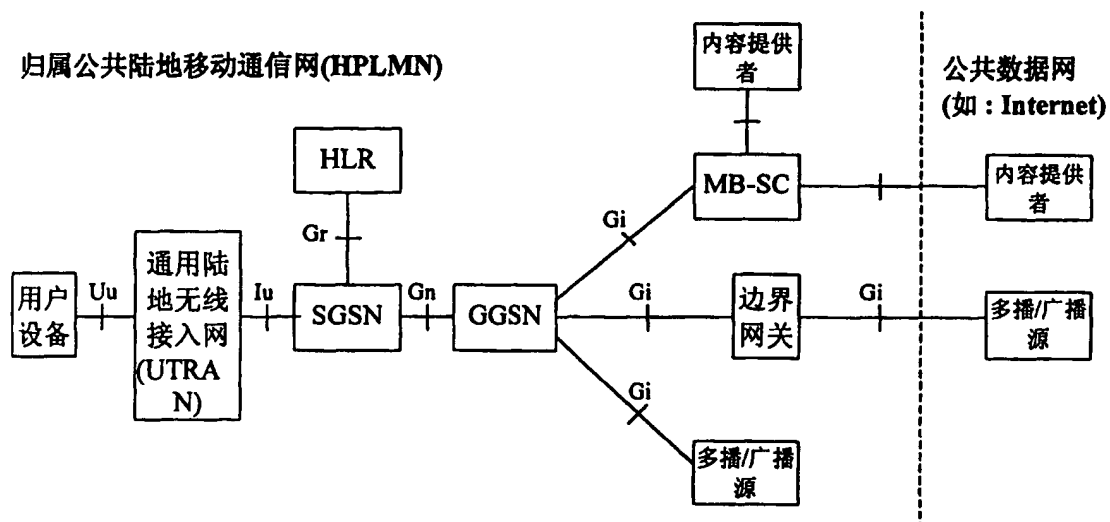 归属公共陆地移动通信网(HPLMN)
内容提供
者
公共数据网
(如：Internet)
HLR
MB-SC
内容提供
者
Gr
Gi
用户
设备
Uu
通用陆
地无线
接入网
(UTRA
N)
Iu
SGSN
Gn
GGSN
Gi
边界
网关
Gi
多播/广播
源
Gi
多播/广播
源